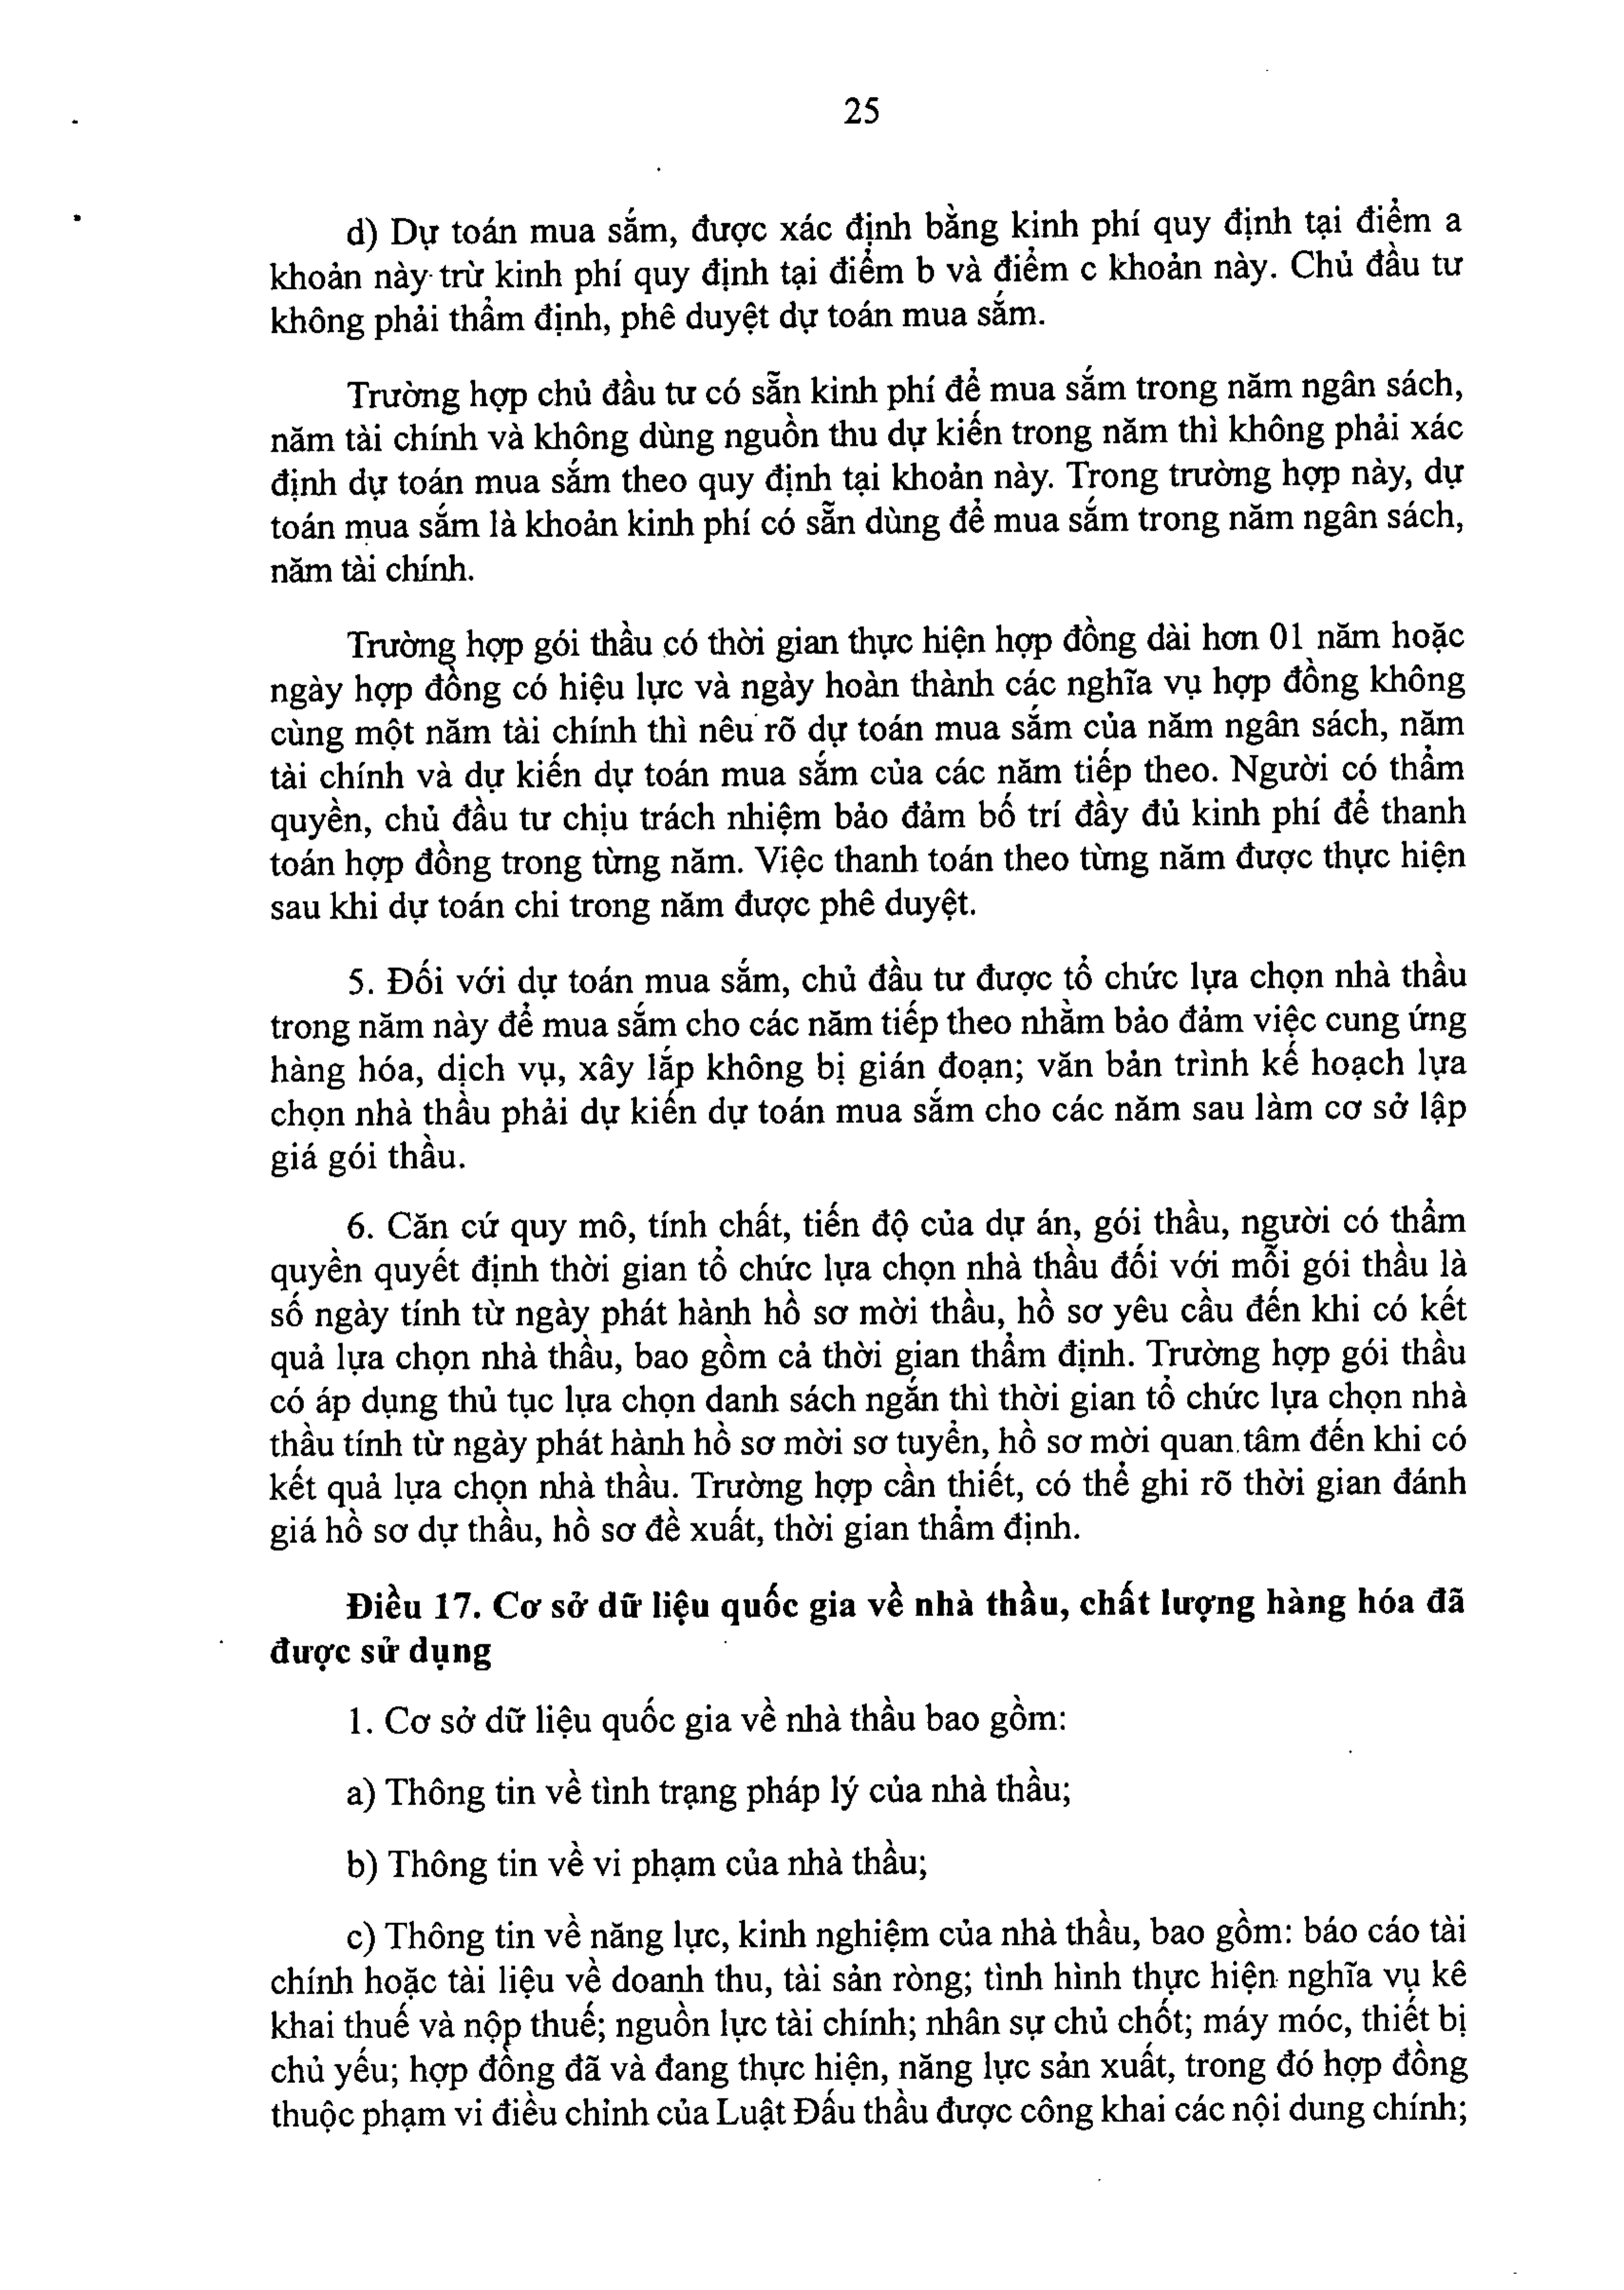 25
d) Dự toán mua sắm, được xác định bằng kinh phí quy định tại điểm a
khoản này trừ kinh phí quy định tại điểm b và điểm c khoản này. Chủ đầu tư
không phải thẩm định, phê duyệt dự toán mua sắm.
Trường hợp chủ đầu tư có sẵn kinh phí để mua sắm trong năm ngân sách,
năm tài chính và không dùng nguồn thu dự kiến trong năm thì không phải xác
định dự toán mua sắm theo quy định tại khoản này. Trong trường hợp này, dự
toán mua sắm là khoản kinh phí có sẵn dùng để mua sắm trong năm ngân sách,
năm tài chính.
Trường hợp gói thầu có thời gian thực hiện hợp đồng dài hơn 01 năm hoặc
ngày hợp đồng có hiệu lực và ngày hoàn thành các nghĩa vụ hợp đồng không
cùng một năm tài chính thì nêu rõ dự toán mua sắm của năm ngân sách, năm
tài chính và dự kiến dự toán mua sắm của các năm tiếp theo. Người có thẩm
quyền, chủ đầu tư chịu trách nhiệm bảo đảm bố trí đầy đủ kinh phí để thanh
toán hợp đồng trong từng năm. Việc thanh toán theo từng năm được thực hiện
sau khi dự toán chi trong năm được phê duyệt.
5. Đối với dự toán mua sắm, chủ đầu tư được tổ chức lựa chọn nhà thầu
trong năm này để mua sắm cho các năm tiếp theo nhằm bảo đảm việc cung ứng
hàng hóa, dịch vụ, xây lắp không bị gián đoạn; văn bản trình kế hoạch lựa
chọn nhà thầu phải dự kiến dự toán mua sắm cho các năm sau làm cơ sở lập
giá gói thầu.
6. Căn cứ quy mô, tính chất, tiến độ của dự án, gói thầu, người có thẩm
quyền quyết định thời gian tổ chức lựa chọn nhà thầu đối với mỗi gói thầu là
số ngày tính từ ngày phát hành hồ sơ mời thầu, hồ sơ yêu cầu đến khi có kết
quả lựa chọn nhà thầu, bao gồm cả thời gian thẩm định. Trường hợp gói thầu
có áp dụng thủ tục lựa chọn danh sách ngắn thì thời gian tổ chức lựa chọn nhà
thầu tính từ ngày phát hành hồ sơ mời sơ tuyển, hồ sơ mời quan tâm đến khi có
kết quả lựa chọn nhà thầu. Trường hợp cần thiết, có thể ghi rõ thời gian đánh
giá hồ sơ dự thầu, hồ sơ đề xuất, thời gian thẩm định.
Điều 17. Cơ sở dữ liệu quốc gia về nhà thầu, chất lượng hàng hóa đã
được sử dụng
1. Cơ sở dữ liệu quốc gia về nhà thầu bao gồm:
a) Thông tin về tình trạng pháp lý của nhà thầu;
b) Thông tin về vi phạm của nhà thầu;
c) Thông tin về năng lực, kinh nghiệm của nhà thầu, bao gồm: báo cáo tài
chính hoặc tài liệu về doanh thu, tài sản ròng; tình hình thực hiện nghĩa vụ kê
khai thuế và nộp thuế; nguồn lực tài chính; nhân sự chủ chốt; máy móc, thiết bị
chủ yếu; hợp đồng đã và đang thực hiện, năng lực sản xuất, trong đó hợp đồng
thuộc phạm vi điều chỉnh của Luật Đấu thầu được công khai các nội dung chính;